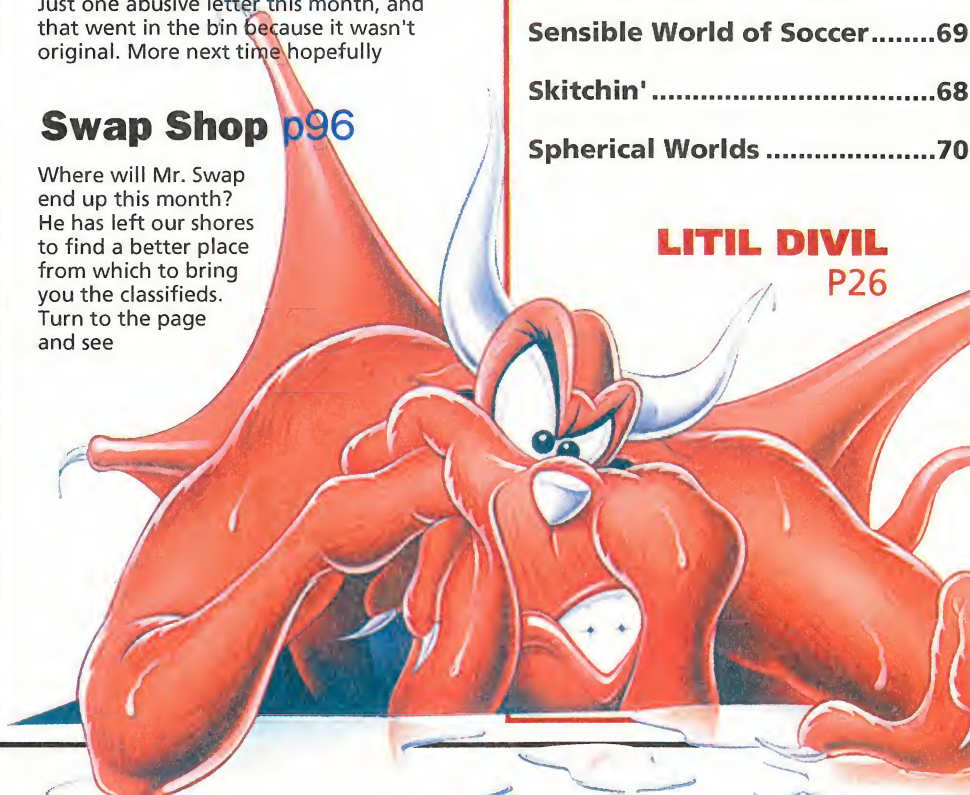 Just one abusive letter this month, and
that went in the bin because it wasn't
original. More next time hopefully
Swap Shop p96
Where will Mr. Swap
end up this month?
He has left our shores
to find a better place
from which to bring
you the classifieds.
Turn to the page
and see
Sensible World of Soccer........69
Skitchin' ...................................68
Spherical Worlds .....................70
LITIL DIVIL
P26